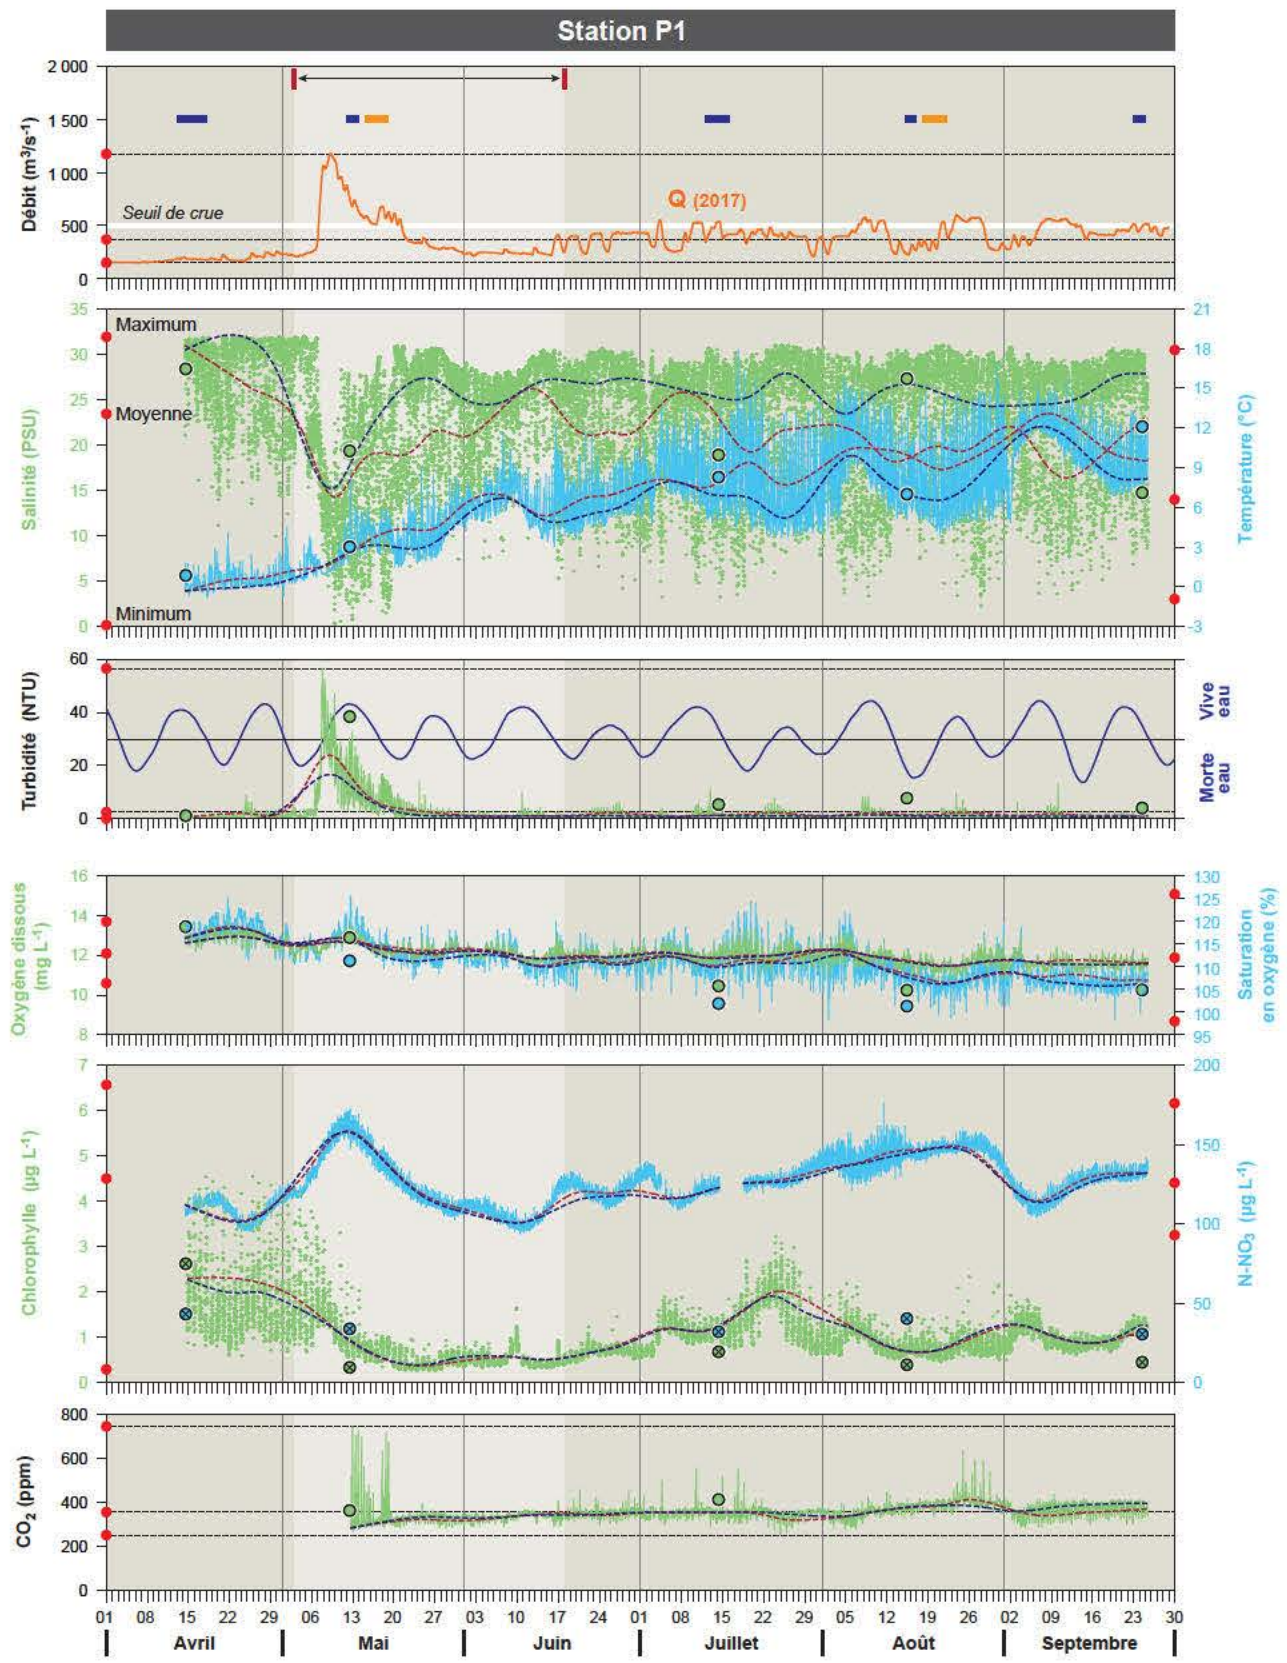 Station P1
2 000
1 500
1 000
500
0
Débit (m³/s⁻¹)
Seuil de crue
Q (2017)
35
30
25
20
15
10
5
0
Salinité (PSU)
Maximum
Moyenne
Minimum
21
18
15
12
9
6
3
0
-3
Température (°C)
60
40
20
0
Turbidité (NTU)
Vive
eau
Morte
eau
16
14
12
10
8
Oxygène dissous
(mg L⁻¹)
130
125
120
115
110
105
100
95
Saturation
en oxygène (%)
7
6
5
4
3
2
1
0
Chlorophylle (µg L⁻¹)
200
150
100
50
0
N-NO₃ (µg L⁻¹)
800
600
400
200
0
CO₂ (ppm)
01 08 15 22 29 06 13 20 27 03 10 17 24 01 08 15 22 29 05 12 19 26 02 09 16 23 30
Avril Mai Juin Juillet Août Septembre